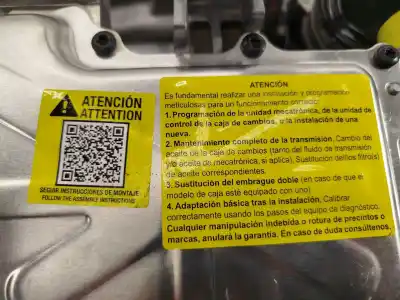 ATENCIÓN
ATTENTION
SEGUIR INSTRUCCIONES DE MONTAJE
FOLLOW THE ASSEMBLY INSTRUCTIONS
ATENCIÓN
Es fundamental realizar una instalación y programación
meticulosas para un funcionamiento correcto:
1. Programación de la unidad mecatrónica, de la unidad de
control de la caja de cambios, o la instalación de una
nueva.
2. Mantenimiento completo de la transmisión. Cambio del
aceite de la caja de cambios (tanto del fluido de transmisión
y/o aceite de mecatrónica, si aplica). Sustitución del/los filtro(s)
de aceite correspondientes.
3. Sustitución del embrague doble (en caso de que el
modelo de caja esté equipado con uno)
4. Adaptación básica tras la instalación. Calibrar
correctamente usando los pasos del equipo de diagnóstico.
Cualquier manipulación indebida o rotura de precintos o
marcas, anulará la garantía. En caso de duda consúltenos.